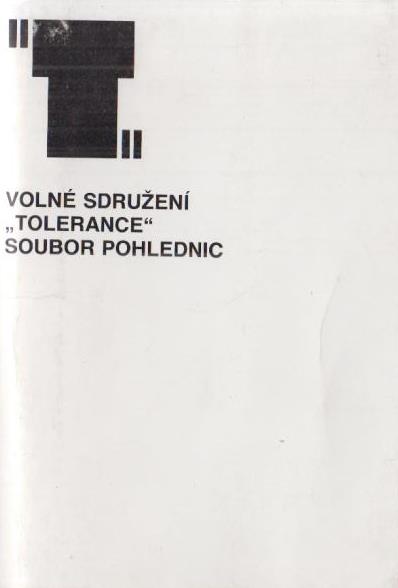 "T"
VOLNÉ SDRUŽENÍ
„TOLERANCE“
SOUBOR POHLEDNIC